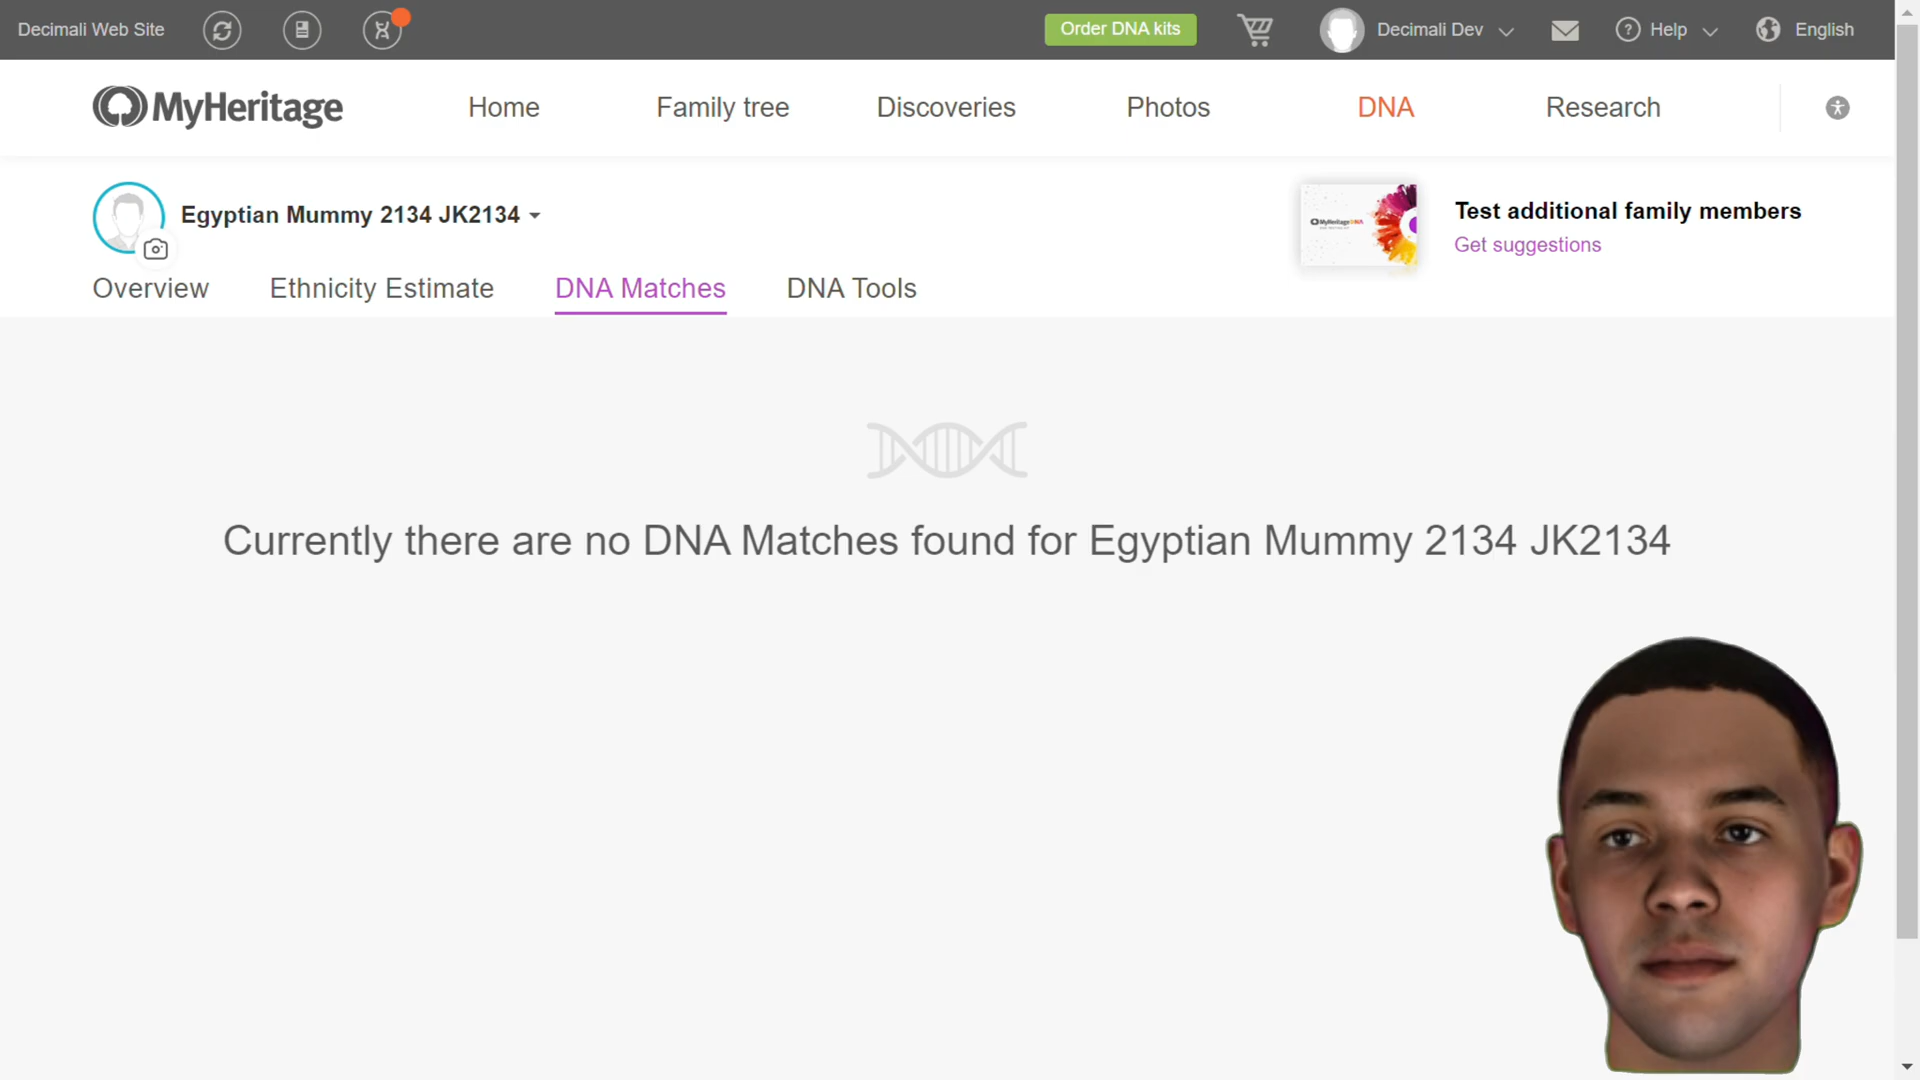 Decimali Web Site
Order DNA kits
Decimali Dev
Help
English
MyHeritage
Home
Family tree
Discoveries
Photos
DNA
Research
Egyptian Mummy 2134 JK2134
MyHeritageDNA
Test additional family members
Get suggestions
Overview
Ethnicity Estimate
DNA Matches
DNA Tools
Currently there are no DNA Matches found for Egyptian Mummy 2134 JK2134